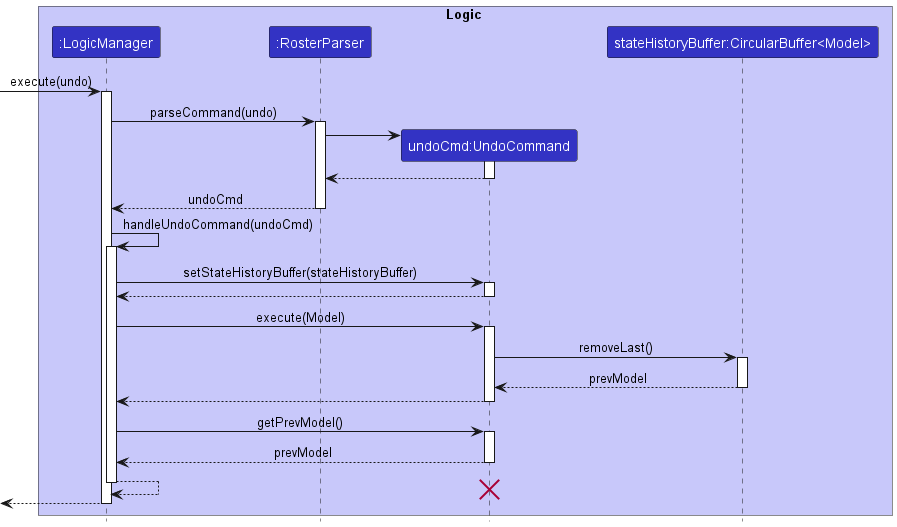 Logic
:LogicManager
:RosterParser
stateHistoryBuffer:CircularBuffer<Model>
execute(undo)
parseCommand(undo)
undoCmd:UndoCommand
undoCmd
handleUndoCommand(undoCmd)
setStateHistoryBuffer(stateHistoryBuffer)
execute(Model)
removeLast()
prevModel
getPrevModel()
prevModel